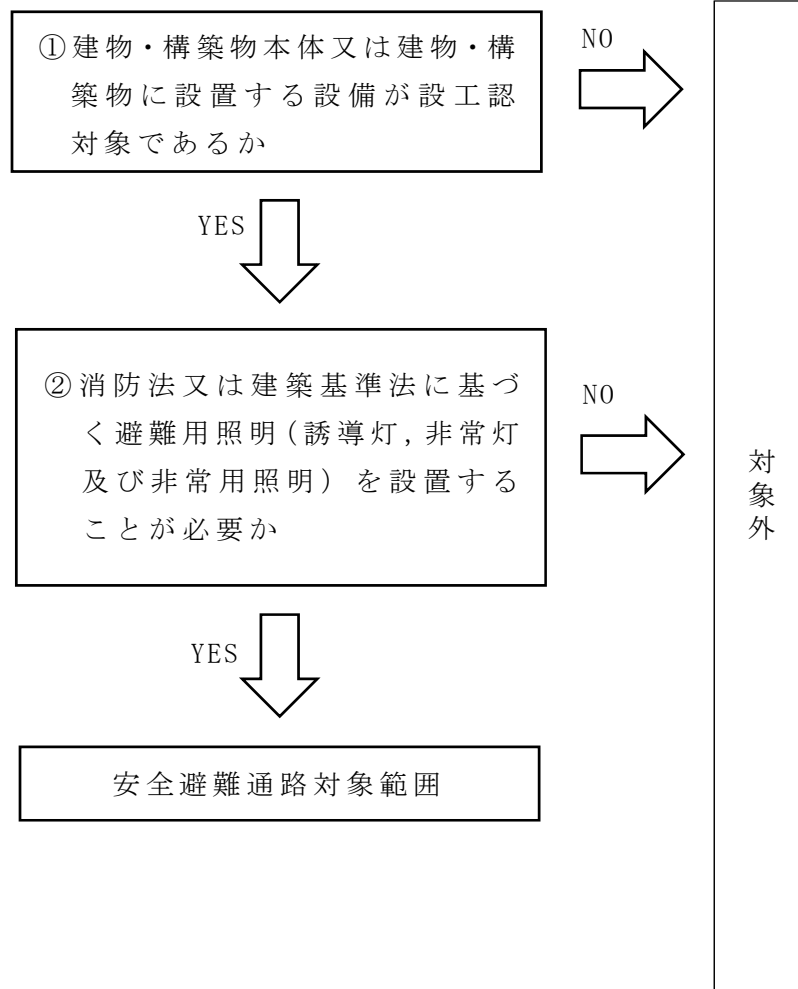 ①建物・構築物本体又は建物・構
築物に設置する設備が設工認
対象であるか
NO
YES
②消防法又は建築基準法に基づ
く避難用照明(誘導灯,非常灯
及び非常用照明)を設置する
ことが必要か
NO
対象外
YES
安全避難通路対象範囲